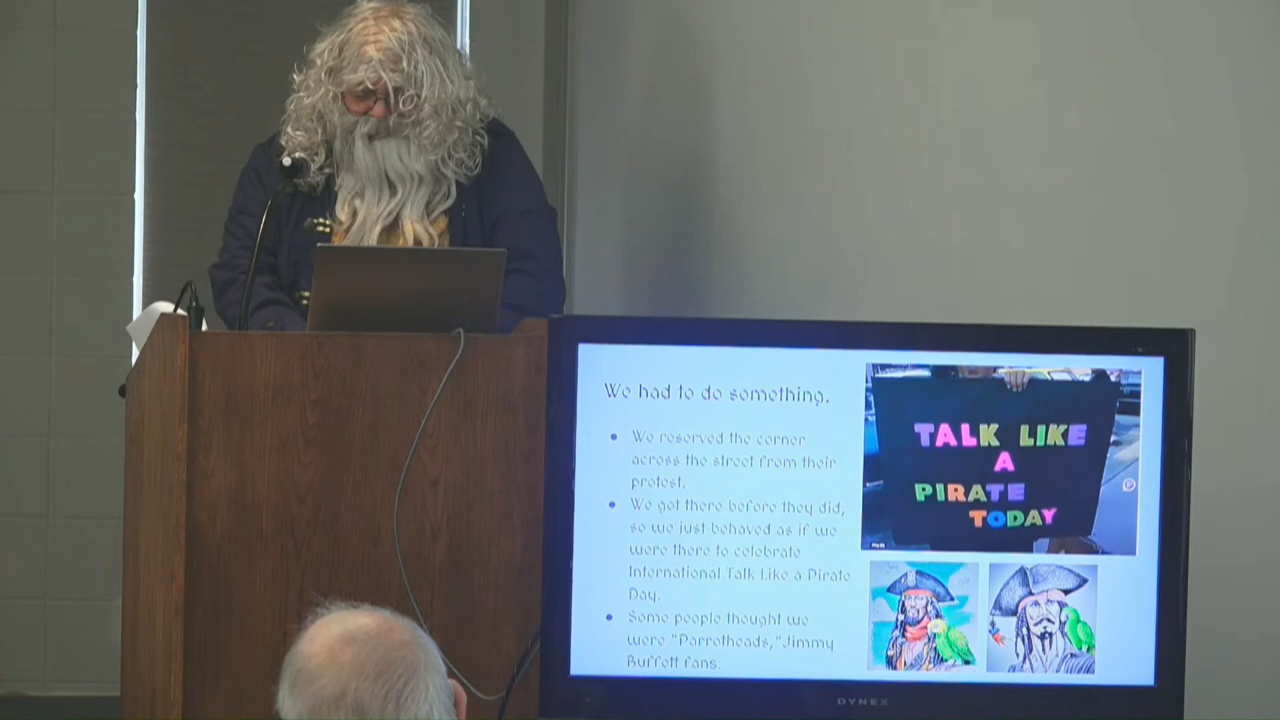 We had to do something.
We reserved the corner
across the street from their
protest.
We got there before they did,
so we just behaved as if we
were there to celebrate
International Talk Like a Pirate
Day.
Some people thought we
were "Parrotheads," Jimmy
Buffett fans.
TALK LIKE
A
PIRATE
TODAY
DYNEX